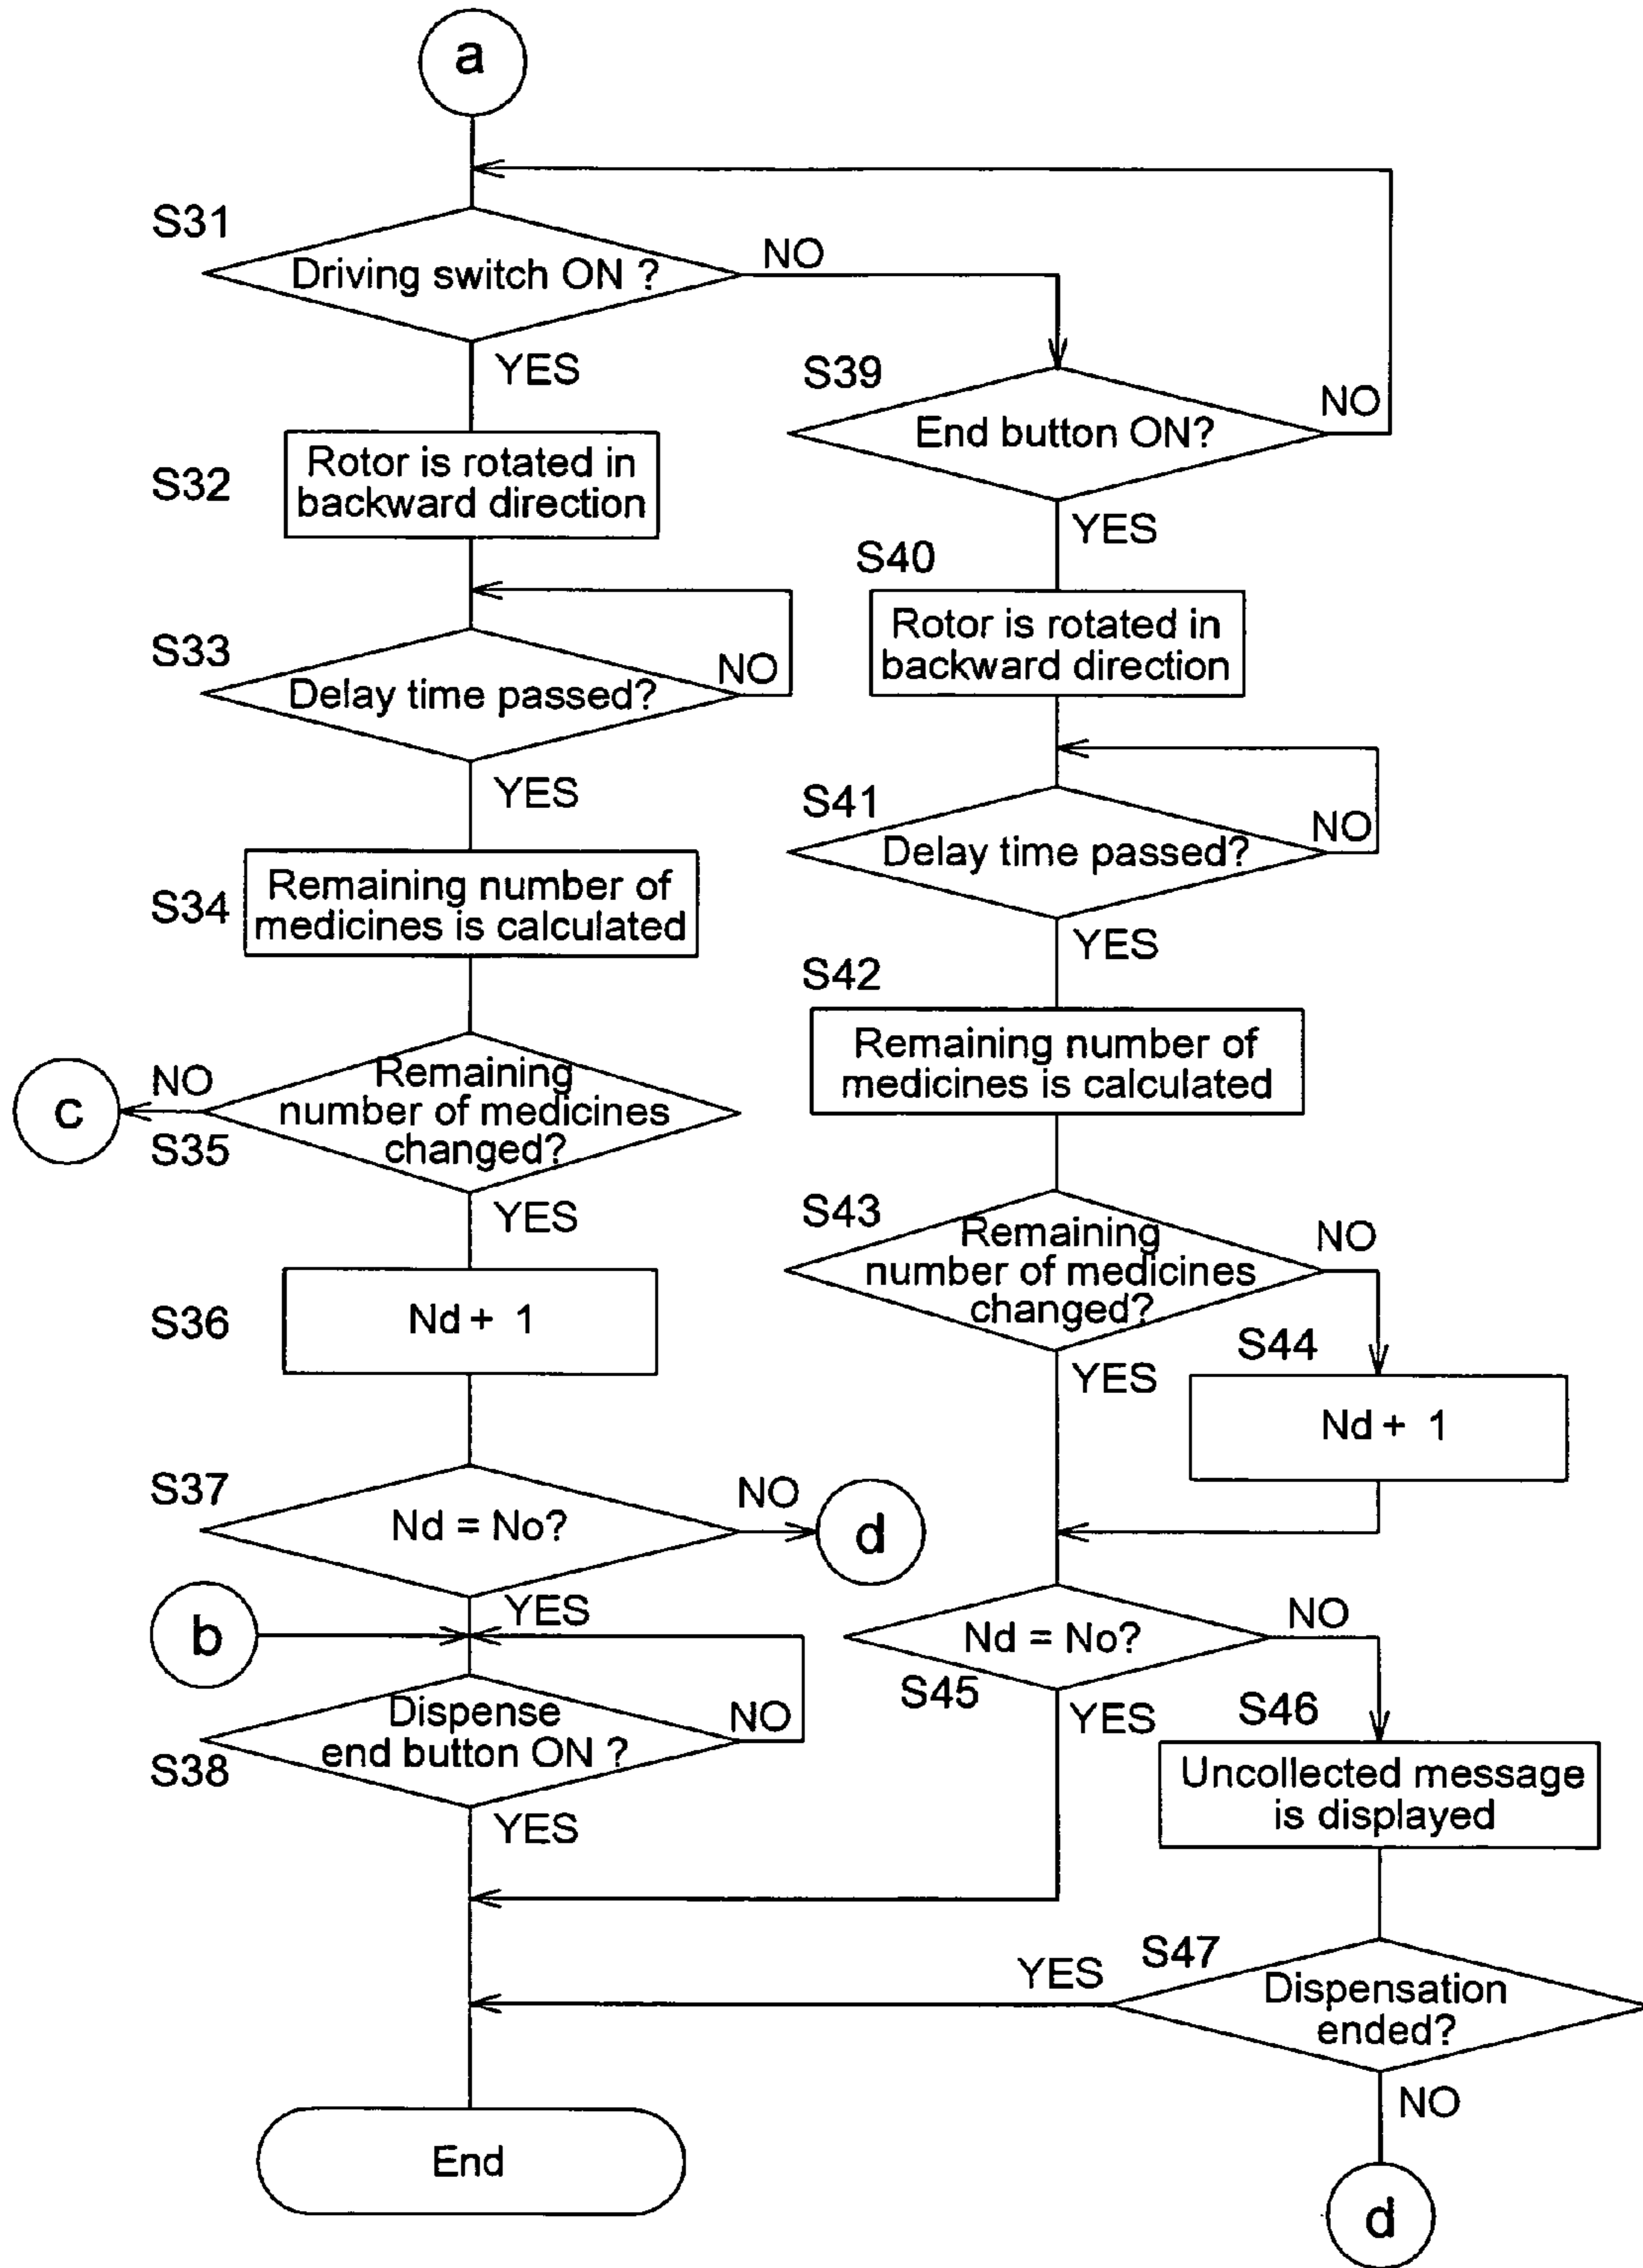 a
S31
Driving switch ON ?
NO
YES
S39
End button ON?
NO
YES
S32
Rotor is rotated in
backward direction
S40
Rotor is rotated in
backward direction
S33
Delay time passed?
NO
YES
S41
Delay time passed?
NO
YES
S34
Remaining number of
medicines is calculated
S42
Remaining number of
medicines is calculated
c
NO
S35
Remaining
number of medicines
changed?
YES
S43
Remaining
number of medicines
changed?
NO
YES
S36
Nd + 1
S44
Nd + 1
S37
Nd = No?
NO
d
YES
b
S45
Nd = No?
NO
YES
S38
Dispense
end button ON ?
NO
YES
S46
Uncollected message
is displayed
S47
Dispensation
ended?
YES
NO
End
d